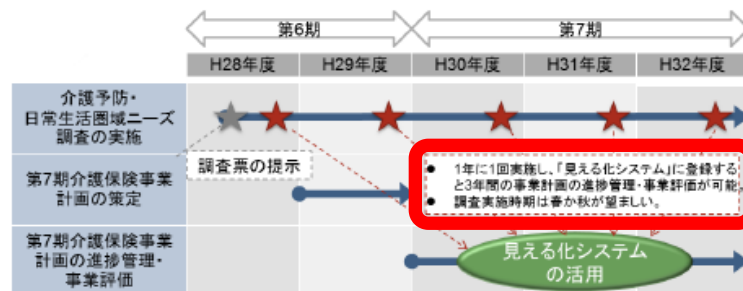 第6期
第7期
H28年度
H29年度
H30年度
H31年度
H32年度
介護予防・
日常生活圏域ニーズ
調査の実施
調査票の提示
● 1年に1回実施し、「見える化システム」に登録する
と3年間の事業計画の進捗管理・事業評価が可能
● 調査実施時期は春か秋が望ましい。
第7期介護保険事業
計画の策定
第7期介護保険事業
計画の進捗管理・
事業評価
見える化システム
の活用